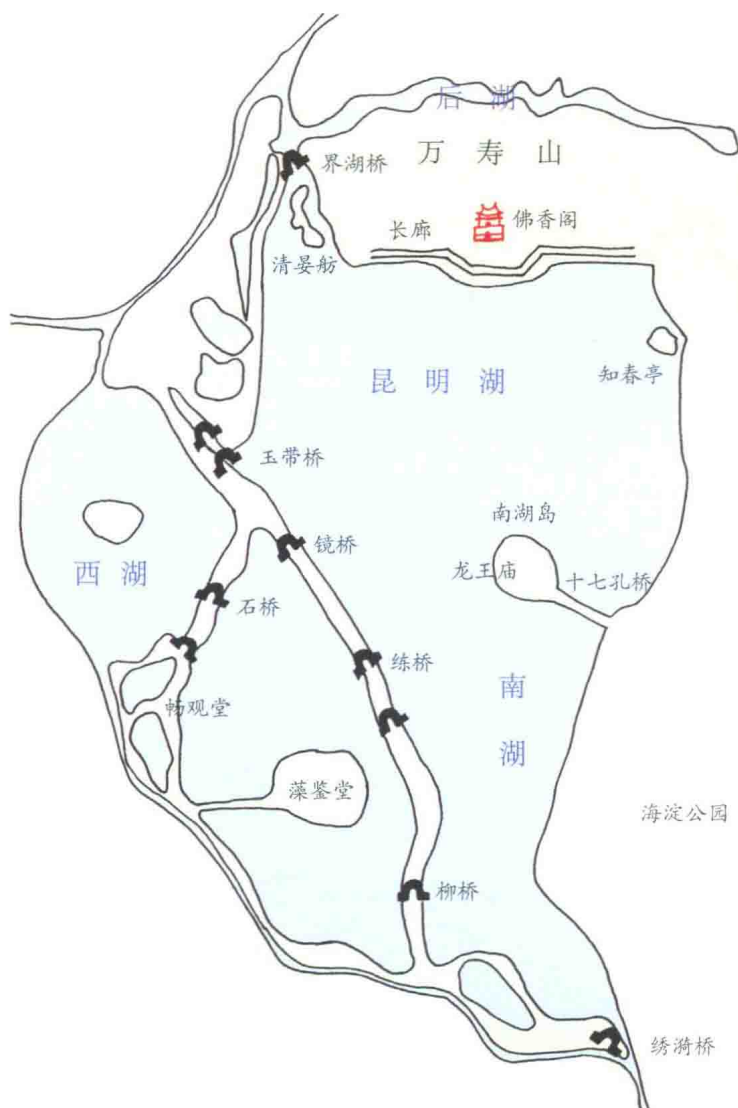 后湖
万寿山
界湖桥
佛香阁
长廊
清晏舫
知春亭
昆明湖
玉带桥
南湖岛
镜桥
龙王庙
十七孔桥
西湖
石桥
练桥
南湖
畅观堂
藻鉴堂
海淀公园
柳桥
绣漪桥